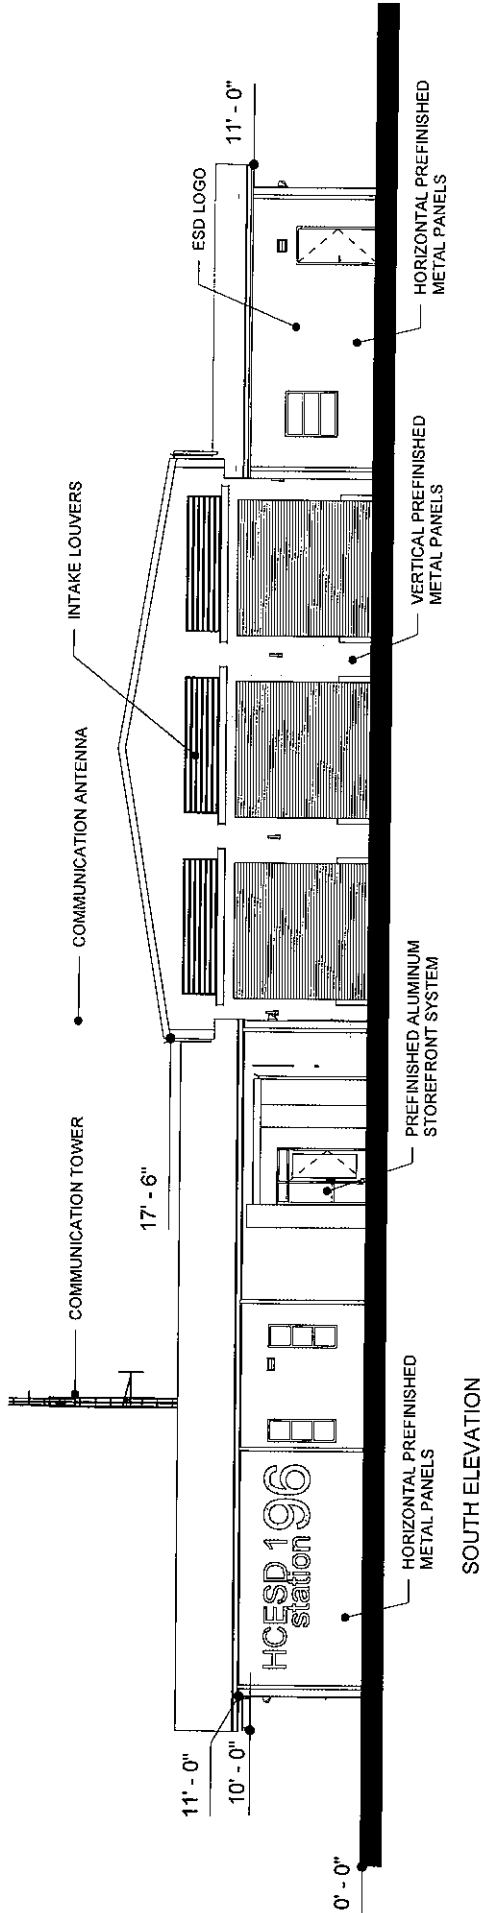 COMMUNICATION TOWER
COMMUNICATION ANTENNA
INTAKE LOUVERS
17' - 6"
ESD LOGO
11' - 0"
11' - 0"
10' - 0"
HCESD 1
station 96
0' - 0"
HORIZONTAL PREFINISHED
METAL PANELS
PREFINISHED ALUMINUM
STOREFRONT SYSTEM
VERTICAL PREFINISHED
METAL PANELS
HORIZONTAL PREFINISHED
METAL PANELS
SOUTH ELEVATION